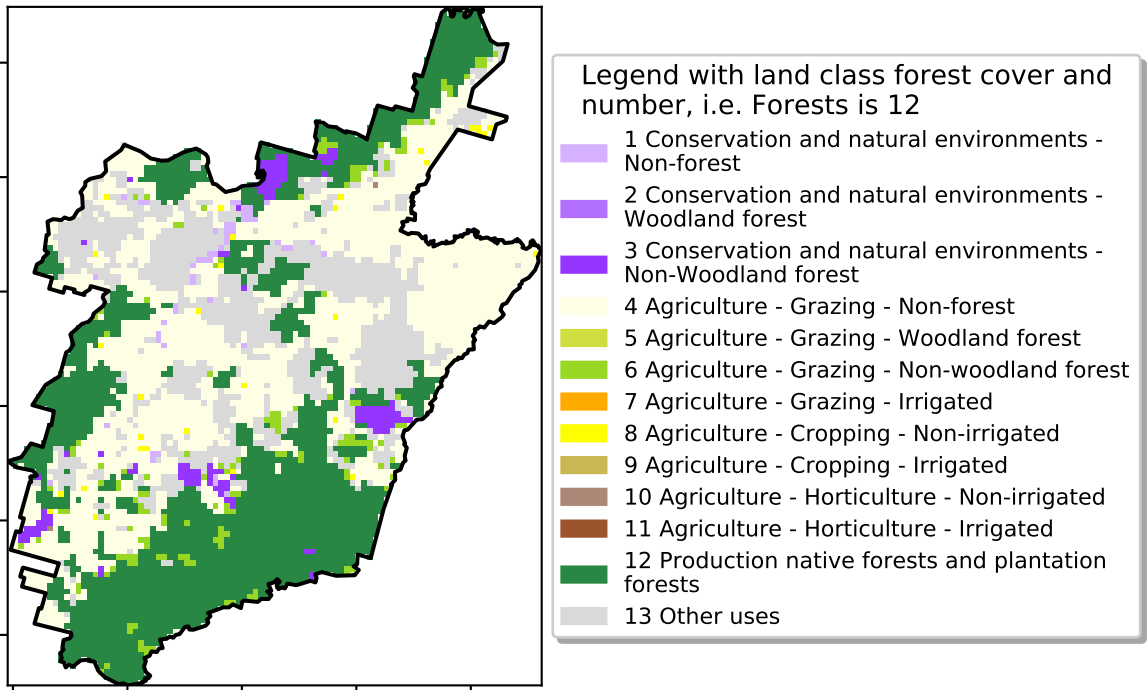 Legend with land class forest cover and
number, i.e. Forests is 12
1 Conservation and natural environments -
Non-forest
2 Conservation and natural environments -
Woodland forest
3 Conservation and natural environments -
Non-Woodland forest
4 Agriculture - Grazing - Non-forest
5 Agriculture - Grazing - Woodland forest
6 Agriculture - Grazing - Non-woodland forest
7 Agriculture - Grazing - Irrigated
8 Agriculture - Cropping - Non-irrigated
9 Agriculture - Cropping - Irrigated
10 Agriculture - Horticulture - Non-irrigated
11 Agriculture - Horticulture - Irrigated
12 Production native forests and plantation
forests
13 Other uses